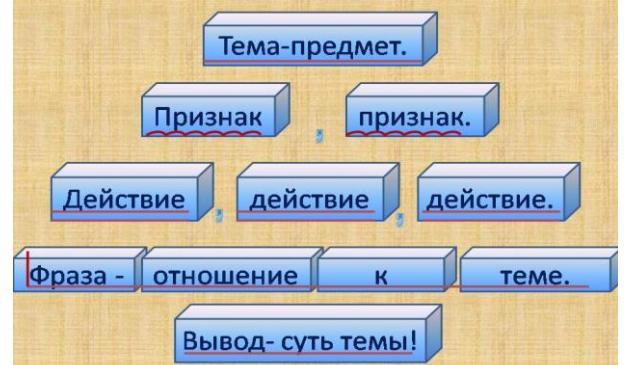 Тема-предмет.
Признак , признак.
Действие , действие , действие.
Фраза - отношение к теме.
Вывод- суть темы!